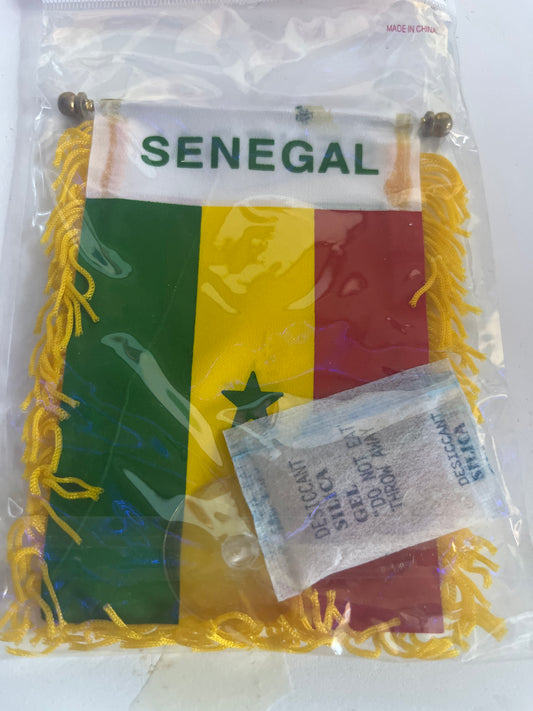 MADE IN CHINA
SENEGAL
DESICCANT
SILICA
GEL
"DO NOT EAT
THROW AWAY
DESICCANT
SILICA